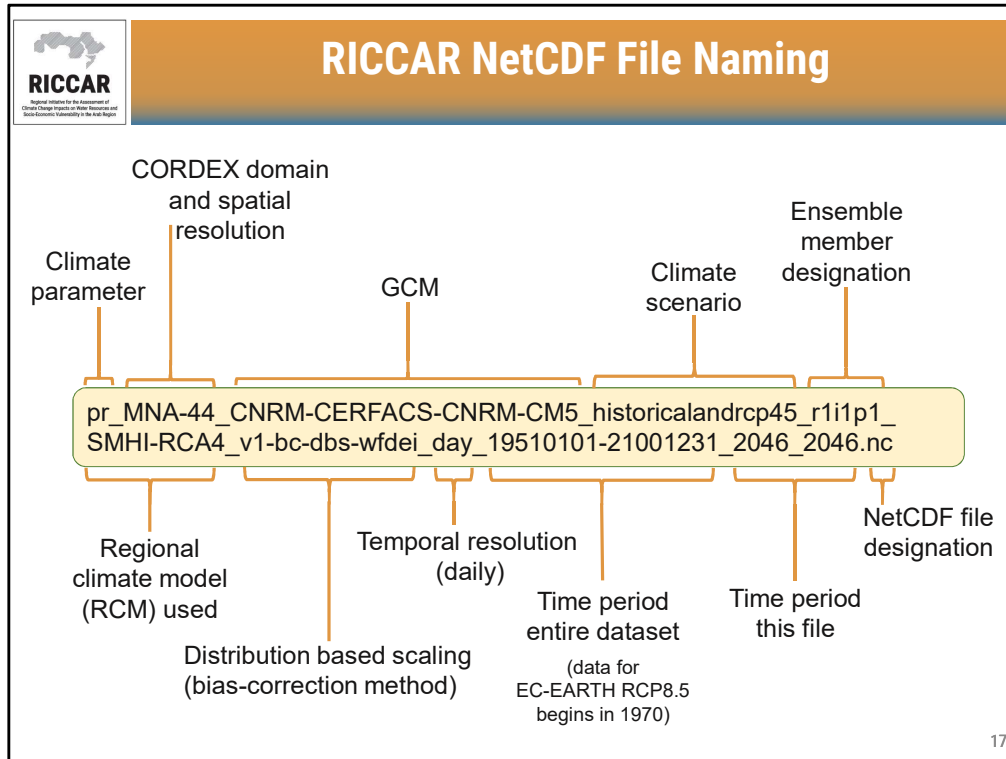 RICCAR
Regional Initiative for the Assessment of
Climate Change Impacts on Water Resources and
Socio-Economic Vulnerability in the Arab Region
RICCAR NetCDF File Naming
CORDEX domain
and spatial
resolution
Climate
parameter
GCM
Climate
scenario
Ensemble
member
designation
pr_MNA-44_CNRM-CERFACS-CNRM-CM5_historicalandrcp45_r1i1p1_
SMHI-RCA4_v1-bc-dbs-wfdei_day_19510101-21001231_2046_2046.nc
Regional
climate model
(RCM) used
Distribution based scaling
(bias-correction method)
Temporal resolution
(daily)
Time period
entire dataset
(data for
EC-EARTH RCP8.5
begins in 1970)
Time period
this file
NetCDF file
designation
17